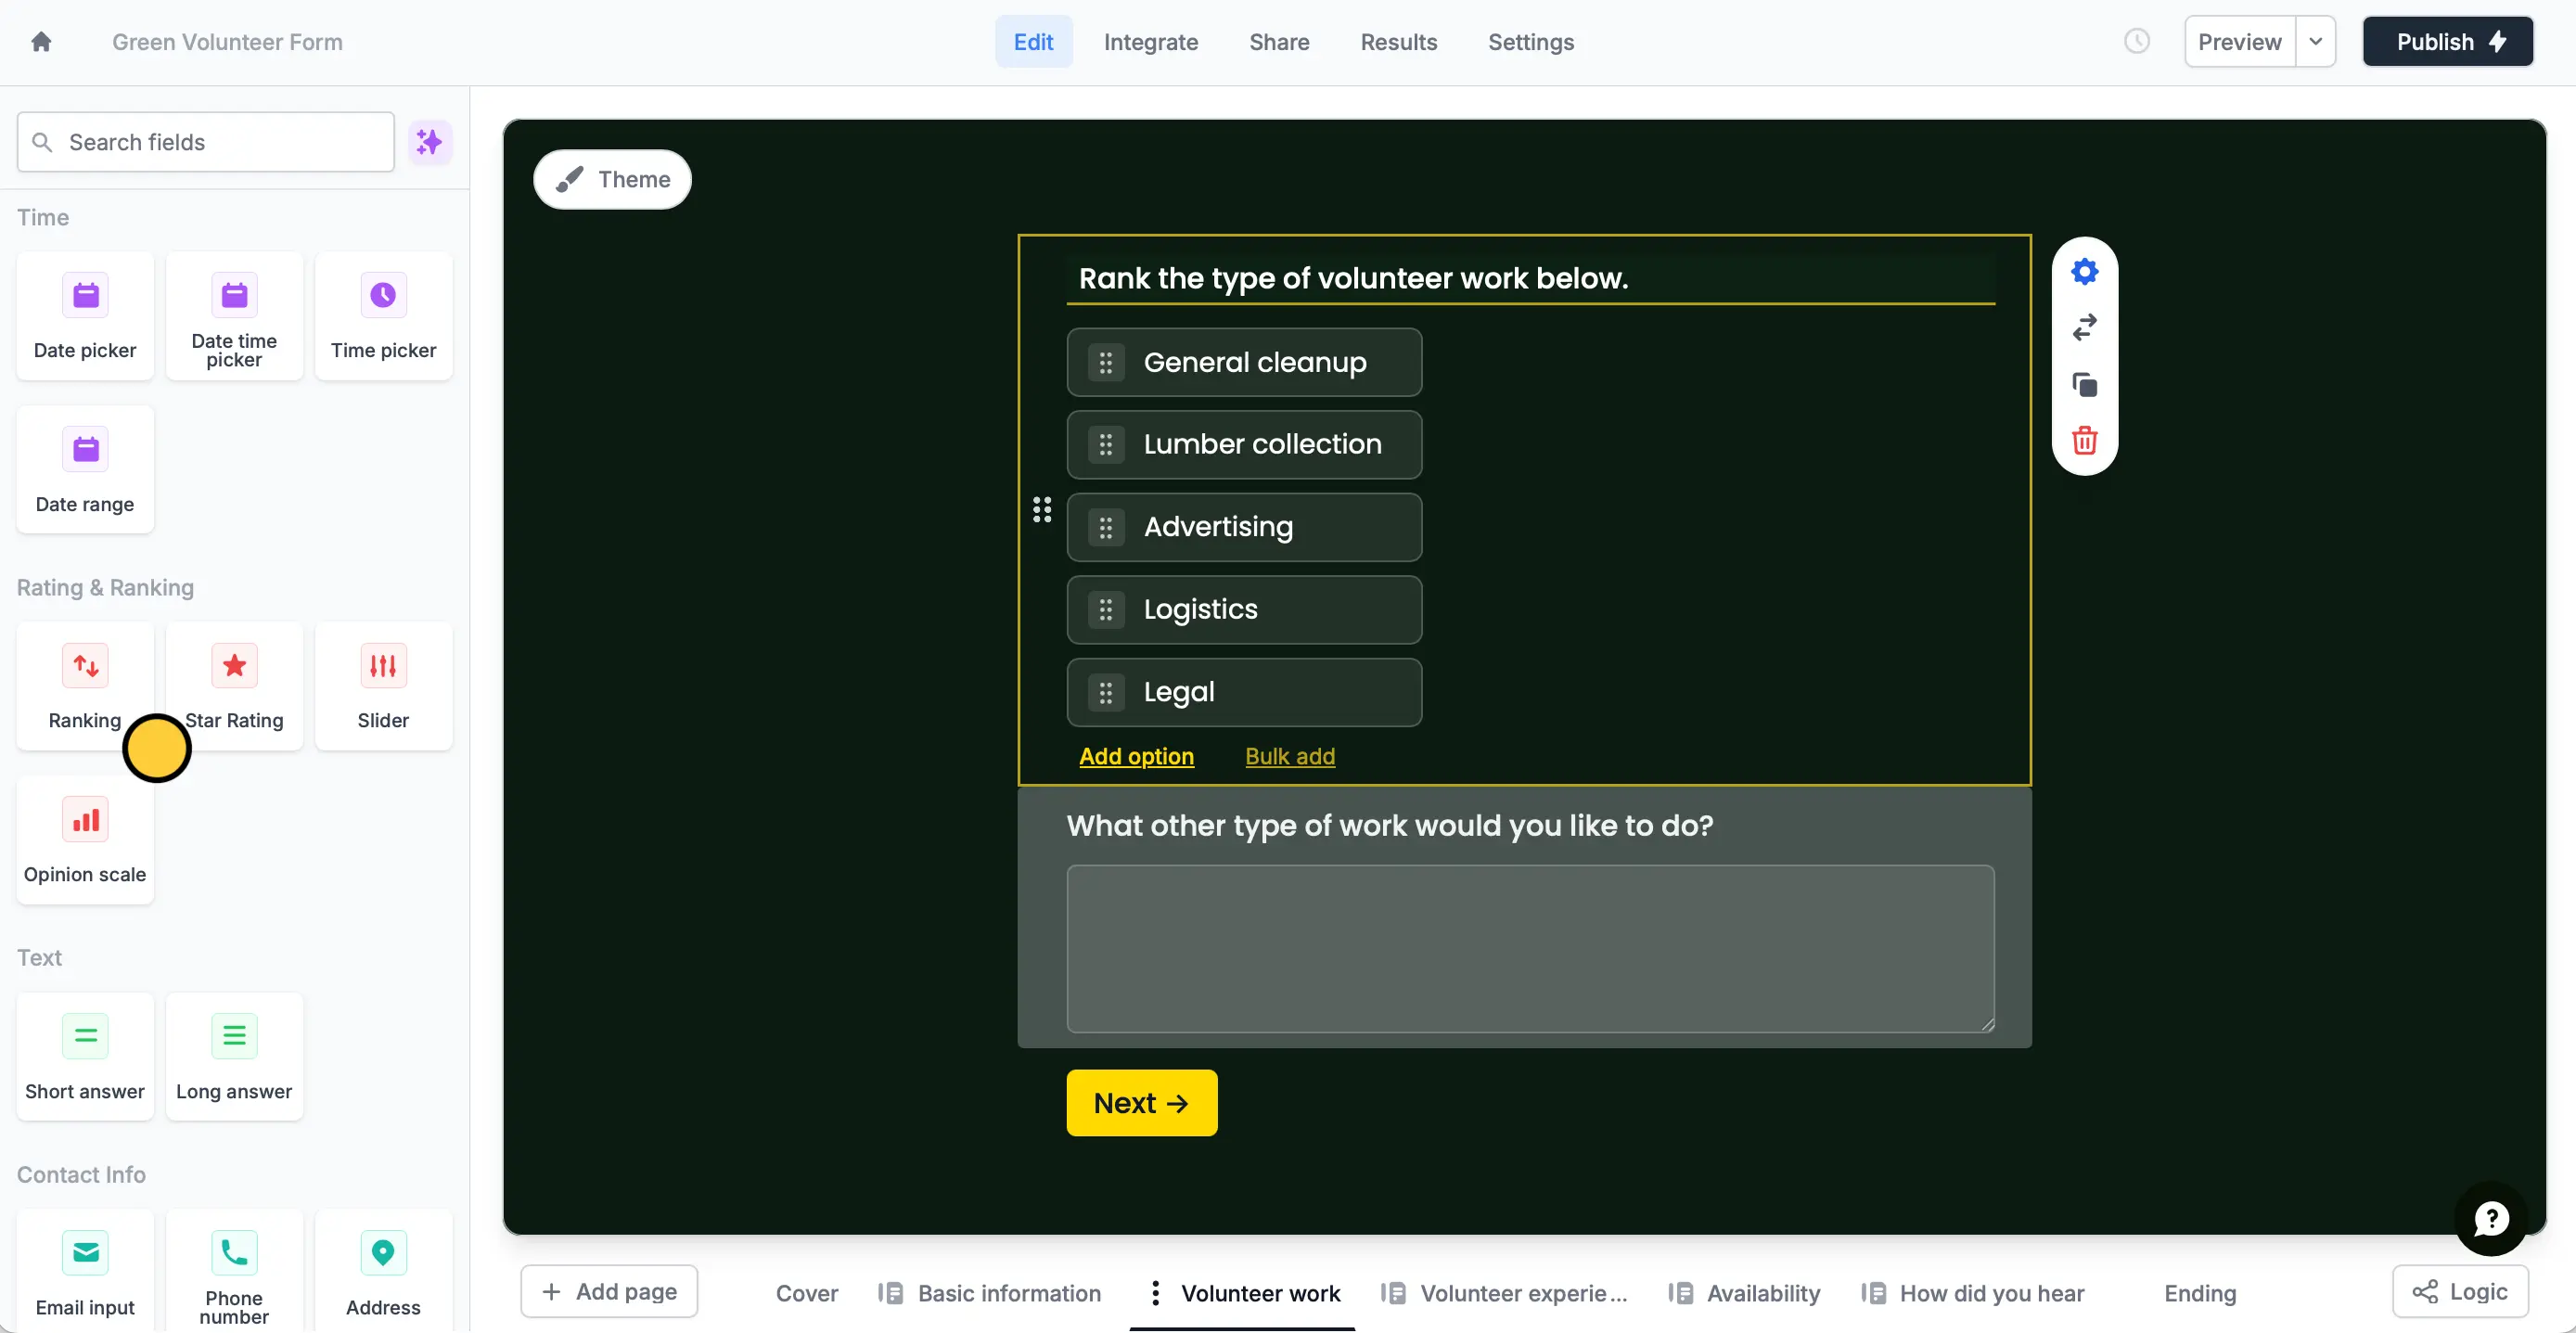 Green Volunteer Form
Edit
Integrate
Share
Results
Settings
Preview
Publish
Search fields
Time
Date picker
Date time
picker
Time picker
Date range
Rating & Ranking
Ranking
Star Rating
Slider
Opinion scale
Text
Short answer
Long answer
Contact Info
Email input
Phone
number
Address
Theme
Rank the type of volunteer work below.
General cleanup
Lumber collection
Advertising
Logistics
Legal
Add option
Bulk add
What other type of work would you like to do?
Next →
Add page
Cover
Basic information
Volunteer work
Volunteer experie...
Availability
How did you hear
Ending
Logic